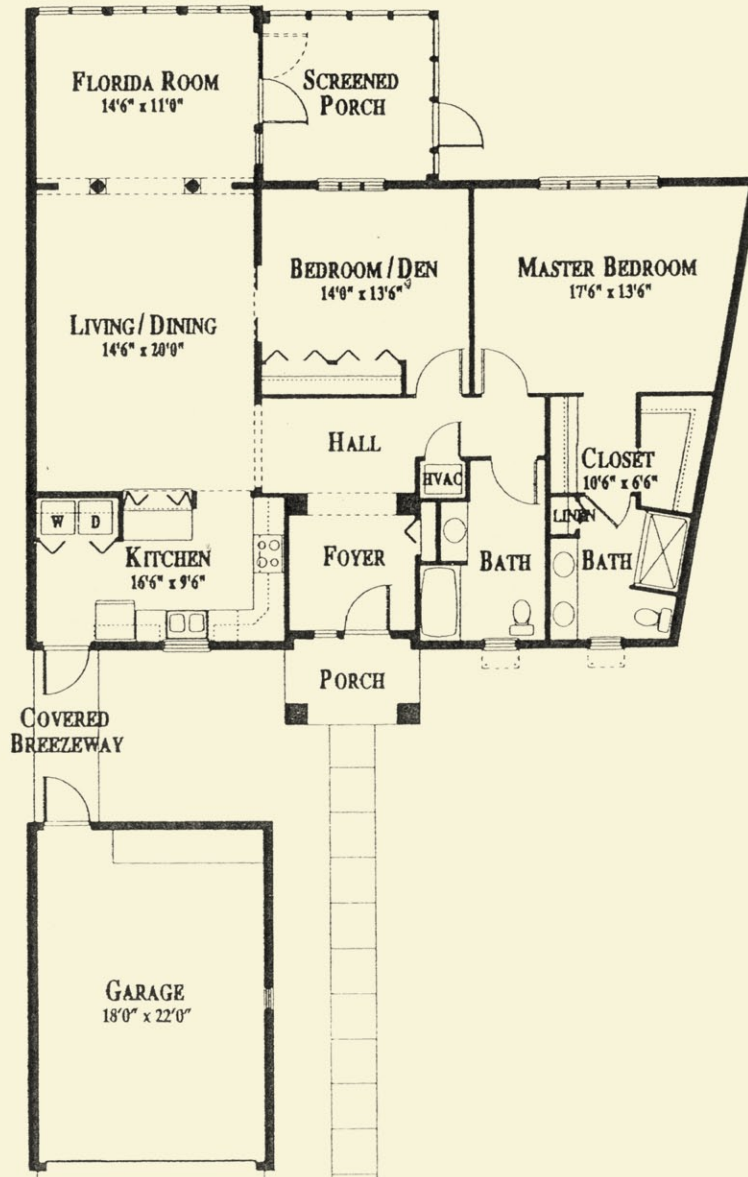 FLORIDA ROOM
14'6" x 11'0"
SCREENED
PORCH
BEDROOM/DEN
14'0" x 13'6"
MASTER BEDROOM
17'6" x 13'6"
LIVING/DINING
14'6" x 20'0"
HALL
CLOSET
10'6" x 6'6"
HVAC
LINEN
W D
KITCHEN
16'6" x 9'6"
FOYER
BATH
BATH
PORCH
COVERED
BREEZEWAY
GARAGE
18'0" x 22'0"